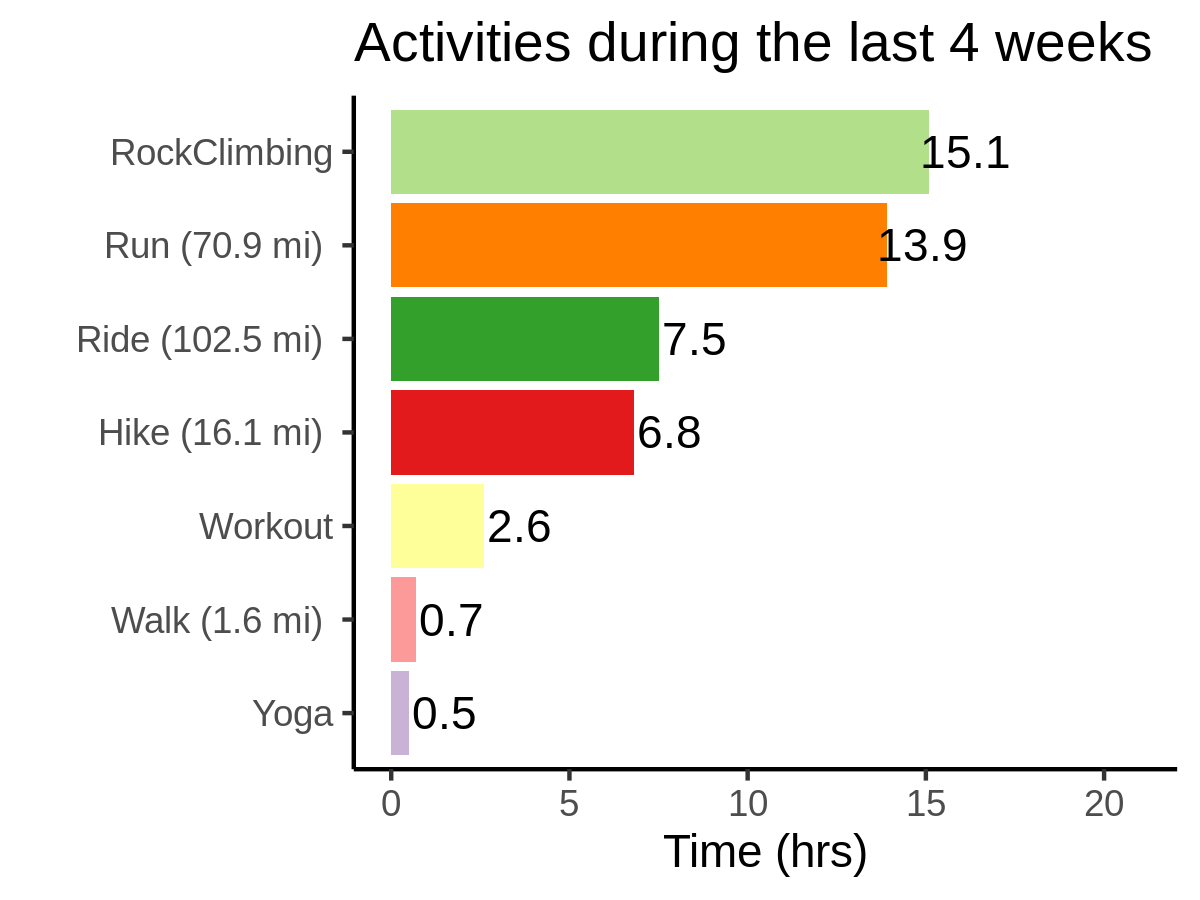 Activities during the last 4 weeks
RockClimbing
15.1
Run (70.9 mi)
13.9
Ride (102.5 mi)
7.5
Hike (16.1 mi)
6.8
Workout
2.6
Walk (1.6 mi)
0.7
Yoga
0.5
0 5 10 15 20
Time (hrs)